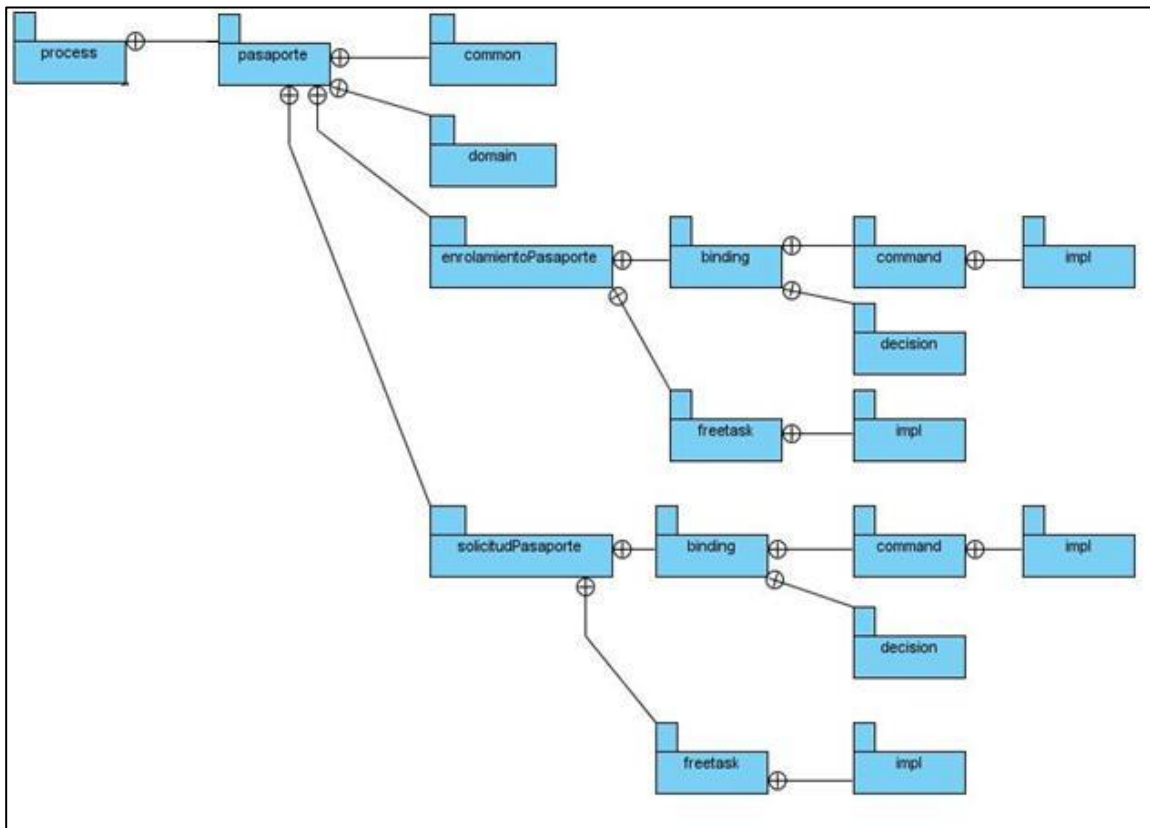 process
pasaporte
common
domain
enrolamientoPasaporte
binding
command
impl
decision
freetask
impl
solicitudPasaporte
binding
command
impl
decision
freetask
impl